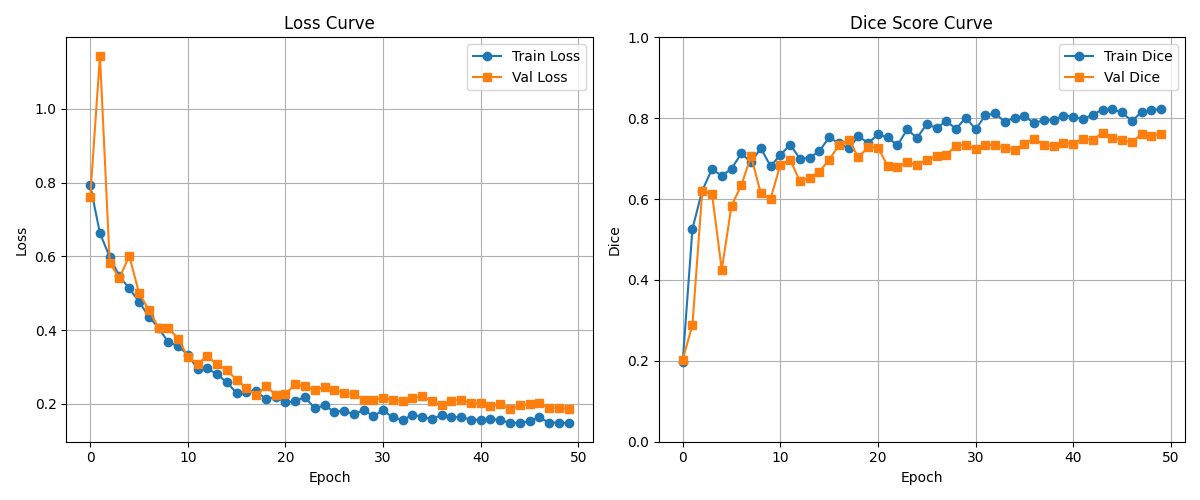 Loss Curve
Train Loss
Val Loss
1.0
0.8
0.6
0.4
0.2
Loss
0 10 20 30 40 50
Epoch
Dice Score Curve
Train Dice
Val Dice
1.0
0.8
0.6
0.4
0.2
0.0
Dice
0 10 20 30 40 50
Epoch